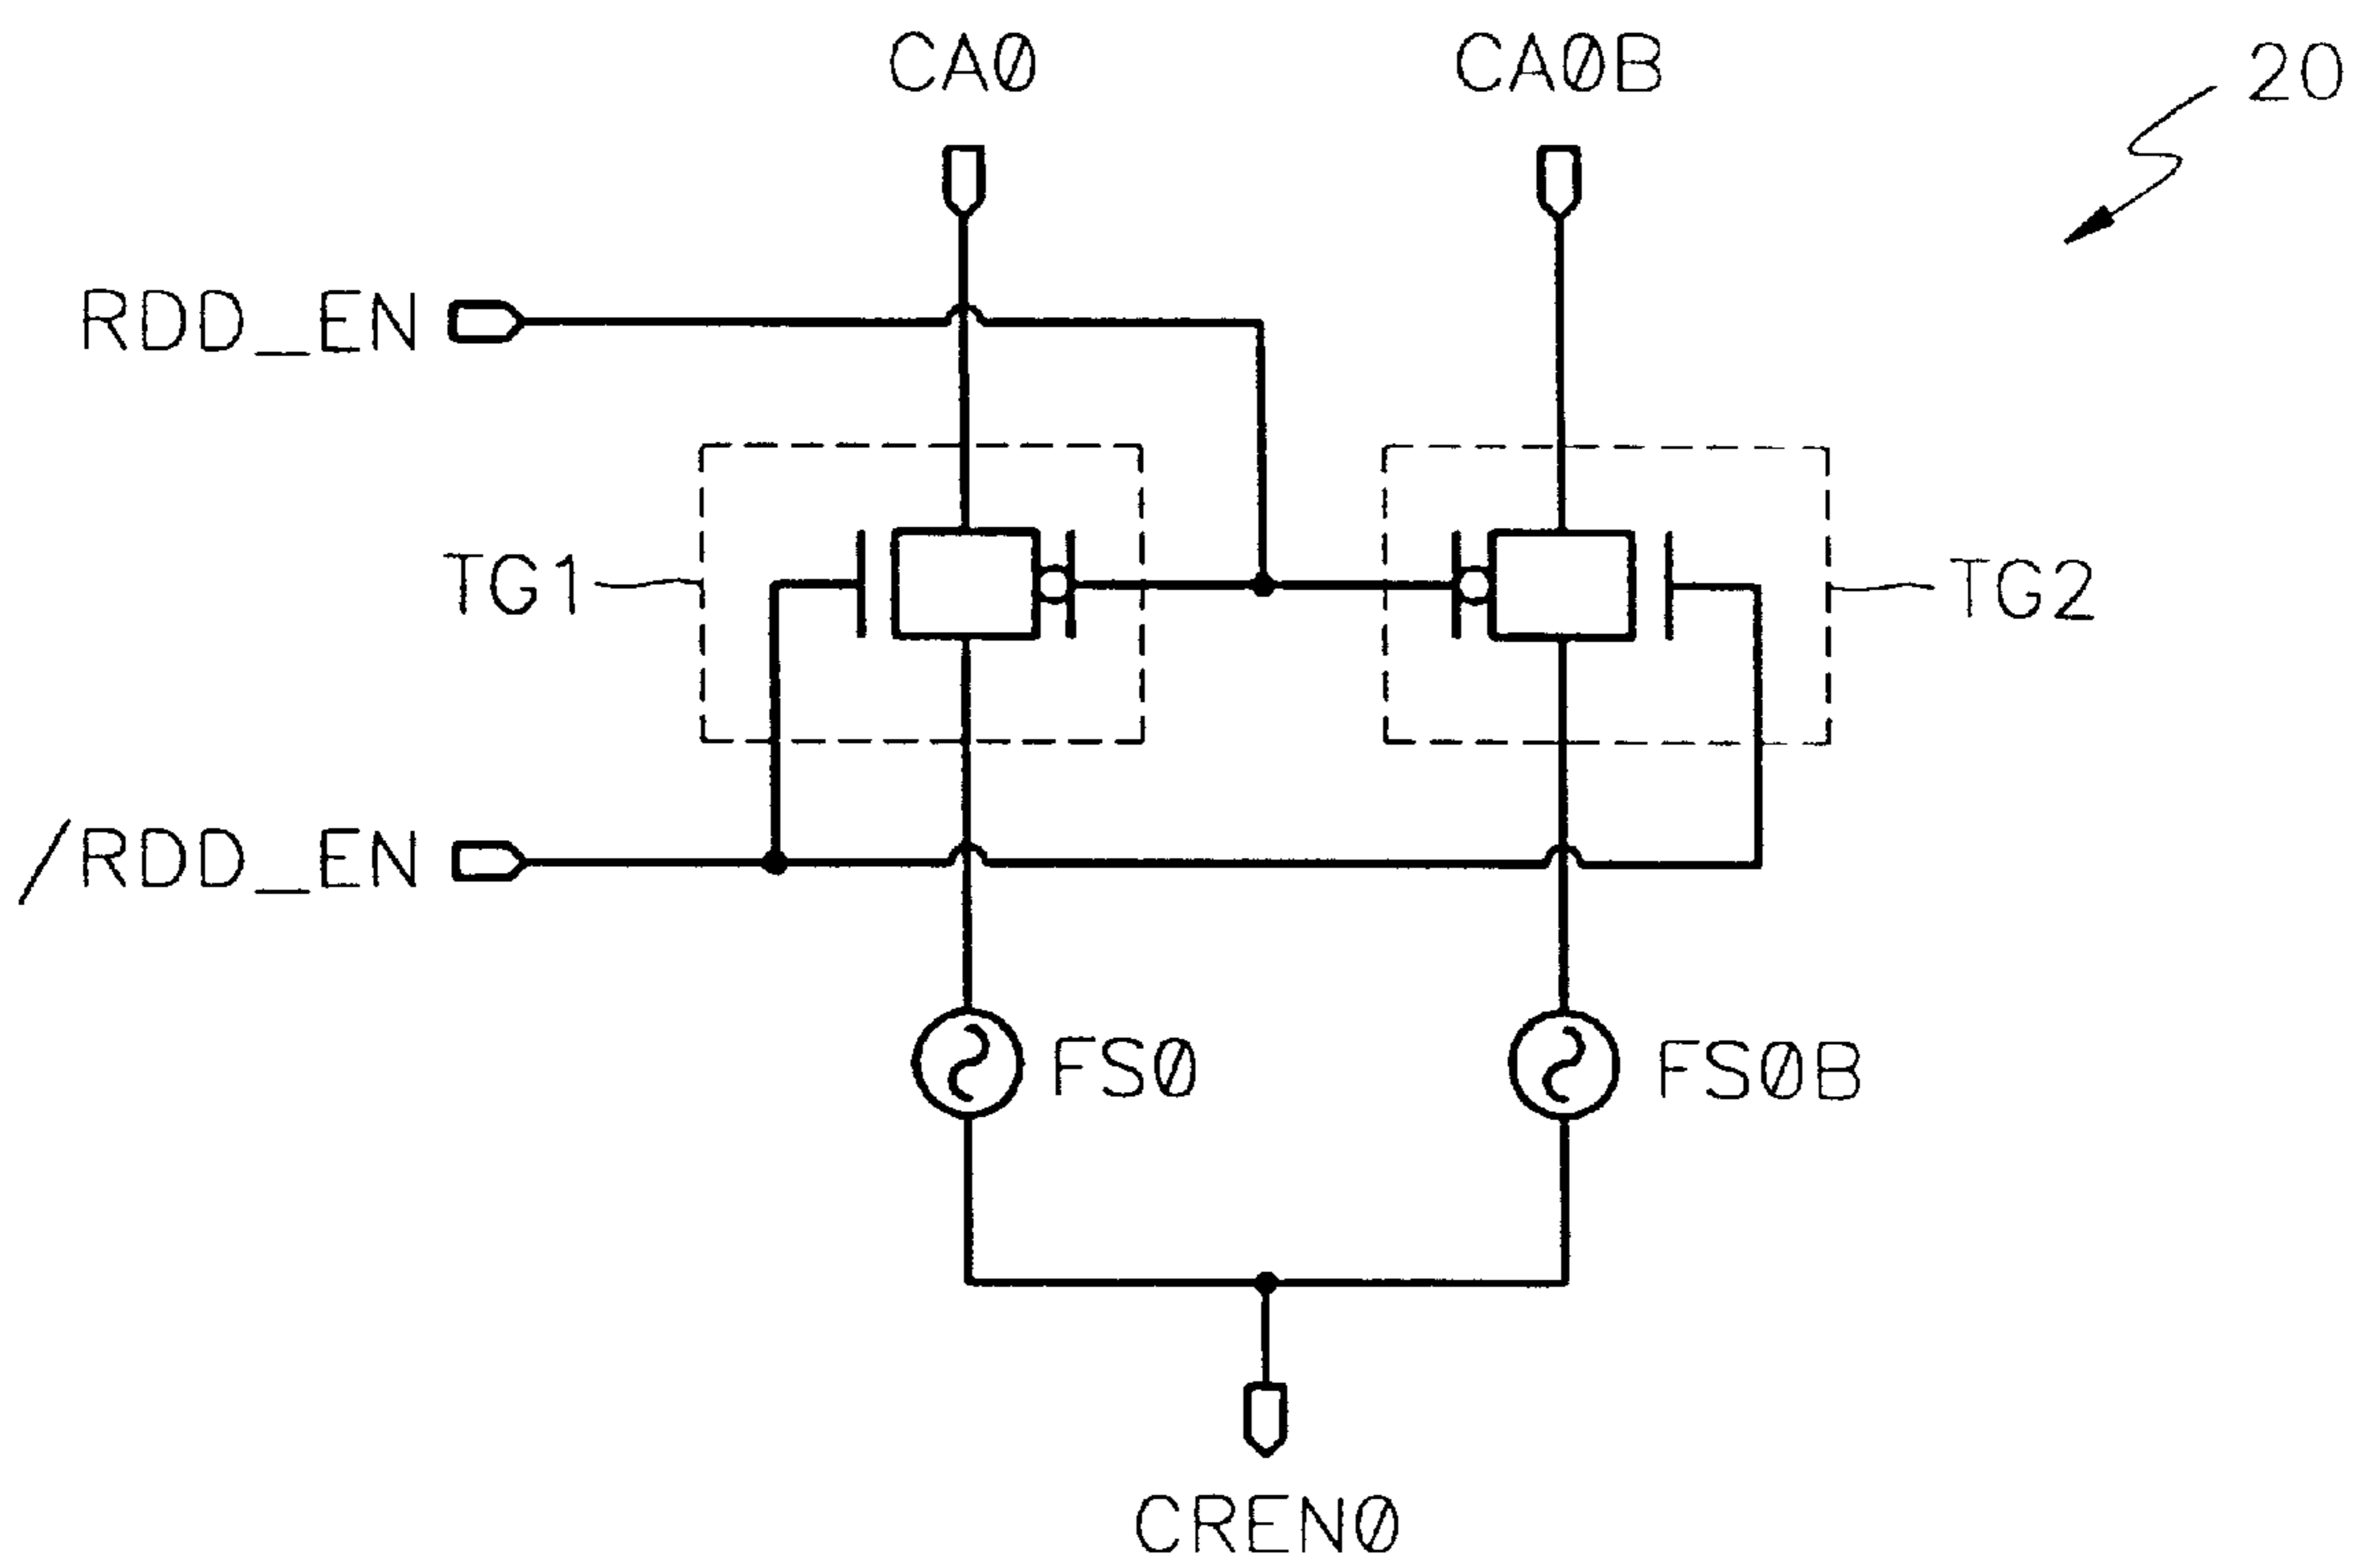 CA0
CA0B
20
RDD_EN
TG1
TG2
/RDD_EN
FS0
FS0B
CREN0